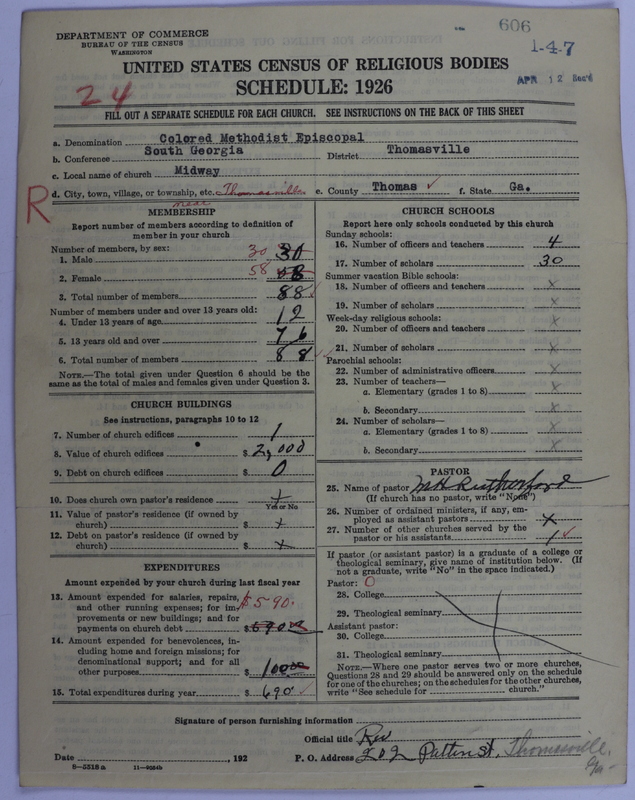 606
1-4-7
APR 12 Rec'd
DEPARTMENT OF COMMERCE
BUREAU OF THE CENSUS
WASHINGTON
UNITED STATES CENSUS OF RELIGIOUS BODIES
SCHEDULE: 1926
24
FILL OUT A SEPARATE SCHEDULE FOR EACH CHURCH. SEE INSTRUCTIONS ON THE BACK OF THIS SHEET
a. Denomination Colored Methodist Episcopal
b. Conference South Georgia District Thomasville
c. Local name of church Midway
d. City, town, village, or township, etc. Thomasville e. County Thomas f. State Ga.
near
R
MEMBERSHIP
Report number of members according to definition of
member in your church
Number of members, by sex:
1. Male 30 30
2. Female 58
3. Total number of members 88
Number of members under and over 13 years old:
4. Under 13 years of age 12
5. 13 years old and over 76
6. Total number of members 88
NOTE.—The total given under Question 6 should be
the same as the total of males and females given under Question 3.
CHURCH BUILDINGS
See instructions, paragraphs 10 to 12
7. Number of church edifices 1
8. Value of church edifices $ 2,000
9. Debt on church edifices $ 0
10. Does church own pastor's residence x
Yes or No
11. Value of pastor's residence (if owned by
church) $ x
12. Debt on pastor's residence (if owned by
church) $ x
EXPENDITURES
Amount expended by your church during last fiscal year
13. Amount expended for salaries, repairs,
and other running expenses; for im-
provements or new buildings; and for
payments on church debt $ 690
$590.
14. Amount expended for benevolences, in-
cluding home and foreign missions; for
denominational support; and for all
other purposes $ 100
15. Total expenditures during year $ 690
CHURCH SCHOOLS
Report here only schools conducted by this church
Sunday schools:
16. Number of officers and teachers 4
17. Number of scholars 30
Summer vacation Bible schools:
18. Number of officers and teachers x
19. Number of scholars x
Week-day religious schools:
20. Number of officers and teachers x
21. Number of scholars x
Parochial schools:
22. Number of administrative officers x
23. Number of teachers—
a. Elementary (grades 1 to 8) x
b. Secondary x
24. Number of scholars—
a. Elementary (grades 1 to 8) x
b. Secondary x
PASTOR
25. Name of pastor M H Rutherford
(If church has no pastor, write "None")
26. Number of ordained ministers, if any, em-
ployed as assistant pastors x
27. Number of other churches served by the
pastor or his assistants 1
If pastor (or assistant pastor) is a graduate of a college or
theological seminary, give name of institution below. (If
not a graduate, write "No" in the space indicated.)
Pastor: 0
28. College
29. Theological seminary
Assistant pastor:
30. College
31. Theological seminary
NOTE.—Where one pastor serves two or more churches,
Questions 28 and 29 should be answered only on the schedule
for one of the churches; on the schedules for the other churches,
write "See schedule for church."
Signature of person furnishing information
Official title Rev
Date , 192 P. O. Address 202 Patten St. Thomasville, Ga-
8—5518 a 11—9264b